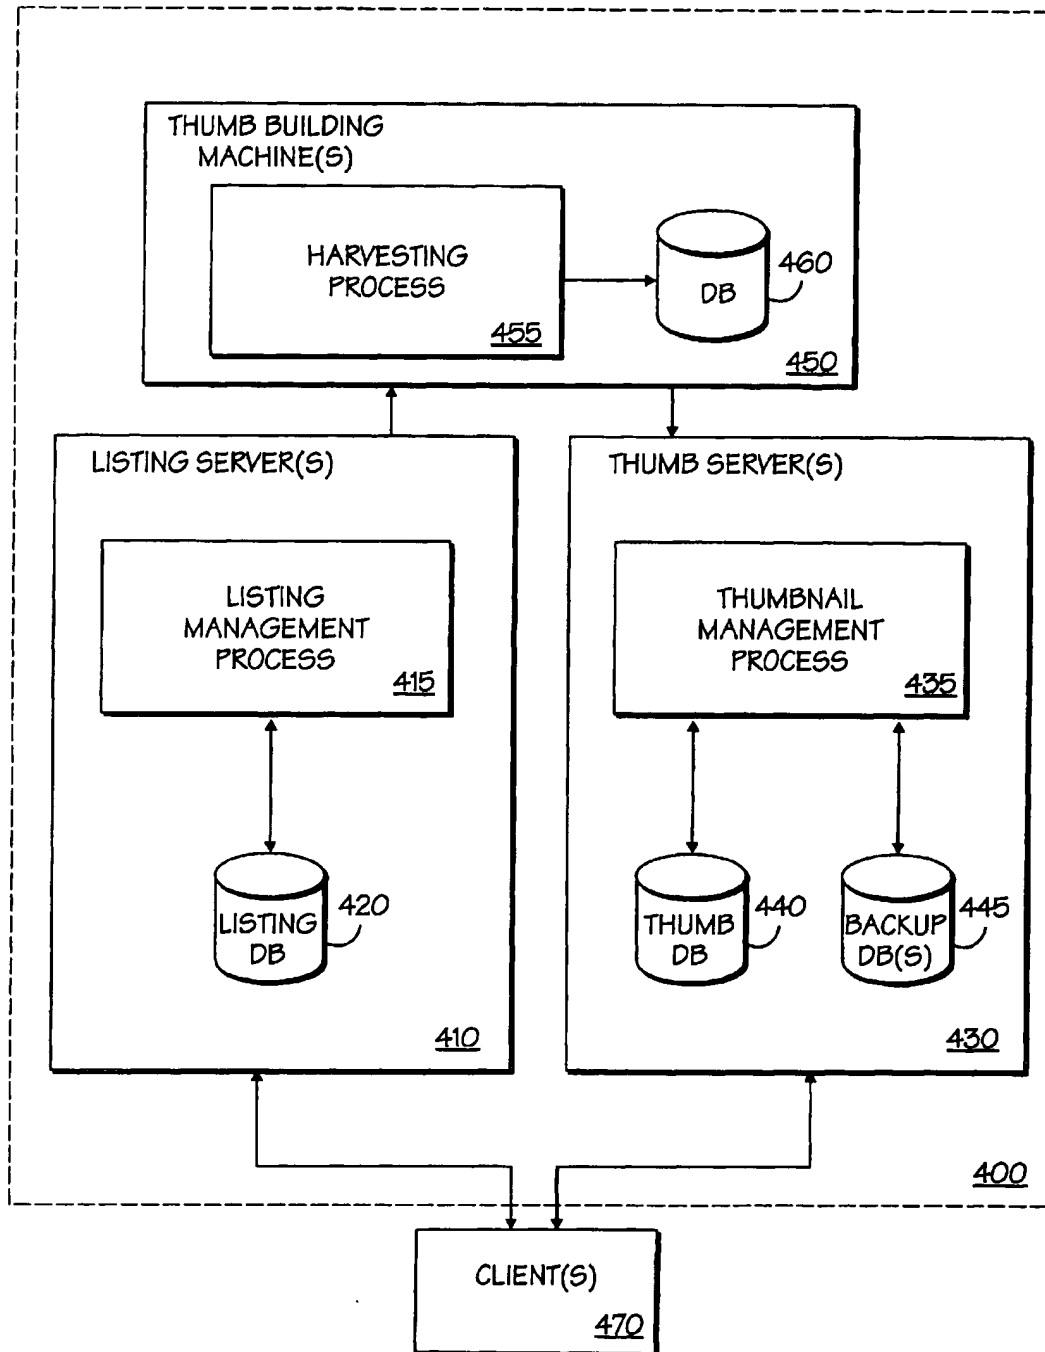 THUMB BUILDING
MACHINE(S)
HARVESTING
PROCESS
455
DB
460
450
LISTING SERVER(S)
LISTING
MANAGEMENT
PROCESS
415
LISTING
DB
420
410
THUMB SERVER(S)
THUMBNAIL
MANAGEMENT
PROCESS
435
THUMB
DB
440
BACKUP
DB(S)
445
430
400
CLIENT(S)
470